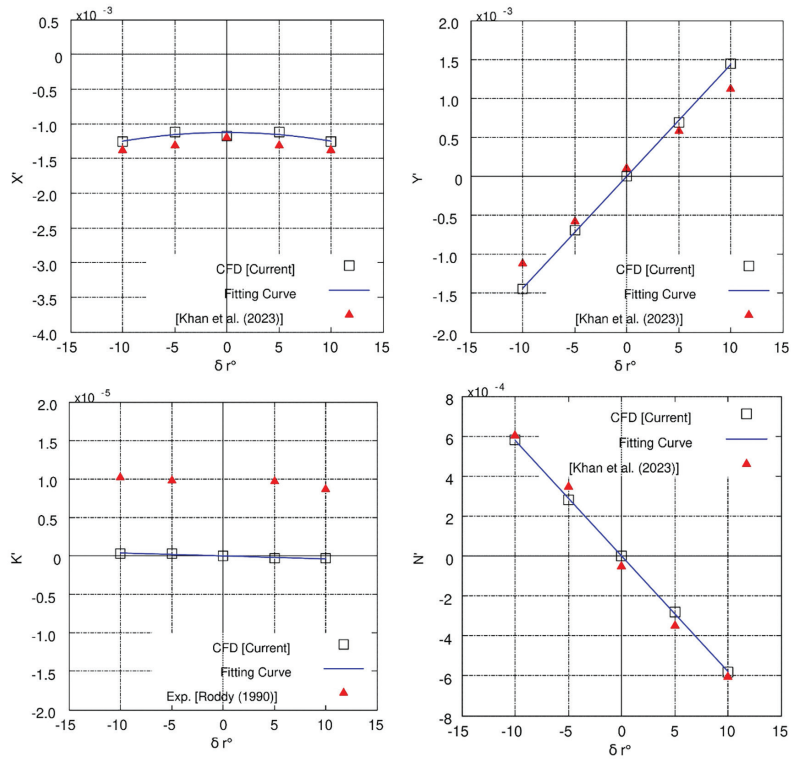 x10 -3
0.5
0
-0.5
-1.0
-1.5
-2.0
-2.5
-3.0
-3.5
-4.0
X'
CFD [Current]
Fitting Curve
[Khan et al. (2023)]
-15 -10 -5 0 5 10 15
δ r°
x10 -3
2.0
1.5
1.0
0.5
0
-0.5
-1.0
-1.5
-2.0
Y'
CFD [Current]
Fitting Curve
[Khan et al. (2023)]
-15 -10 -5 0 5 10 15
δ r°
x10 -5
2.0
1.5
1.0
0.5
0
-0.5
-1.0
-1.5
-2.0
K'
CFD [Current]
Fitting Curve
Exp. [Roddy (1990)]
-15 -10 -5 0 5 10 15
δ r°
x10 -4
8
6
4
2
0
-2
-4
-6
-8
N'
CFD [Current]
Fitting Curve
[Khan et al. (2023)]
-15 -10 -5 0 5 10 15
δ r°